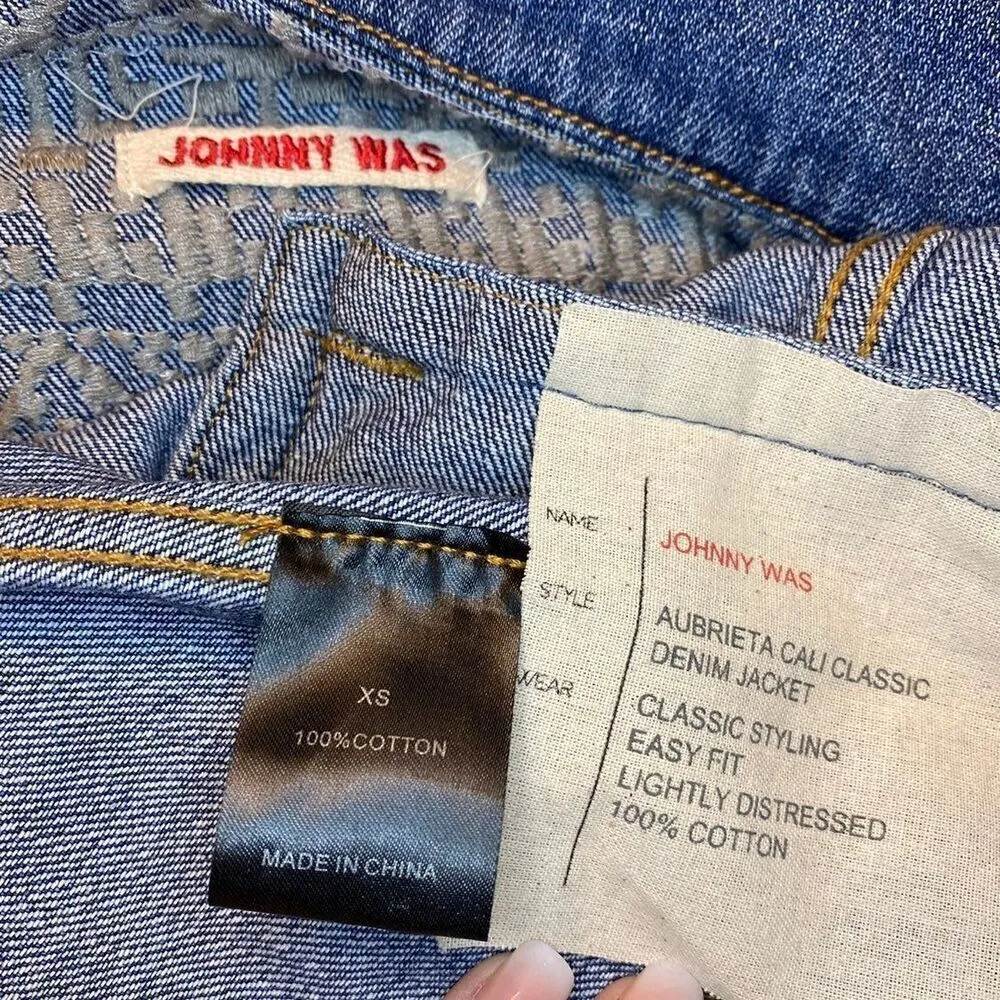 JOHNNY WAS
NAME
JOHNNY WAS
STYLE
AUBRIETA CALI CLASSIC
DENIM JACKET
WEAR
CLASSIC STYLING
EASY FIT
LIGHTLY DISTRESSED
100% COTTON
XS
100%COTTON
MADE IN CHINA